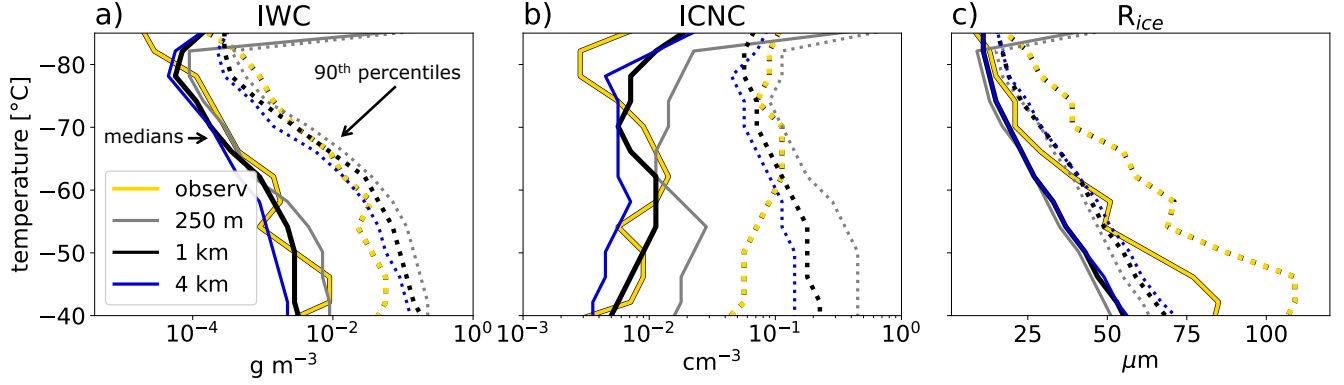 a) IWC
b) ICNC
c) R_ice
temperature [°C]
−80
−70
−60
−50
−40
90th percentiles
medians
observ
250 m
1 km
4 km
10^−4 10^−2 10^0
g m^−3
10^−3 10^−2 10^−1 10^0
cm^−3
25 50 75 100
μm